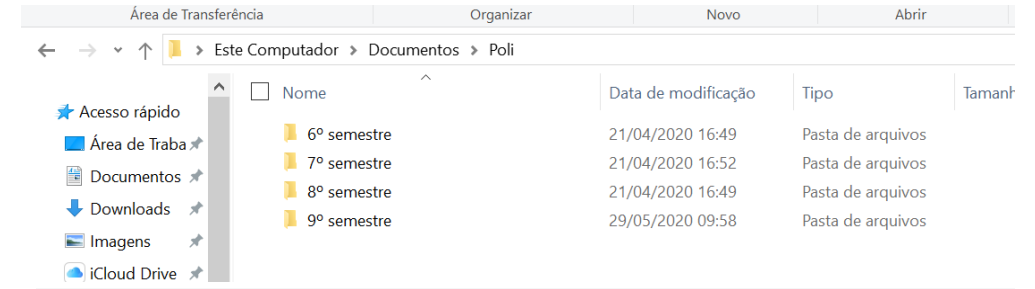 Área de Transferência Organizar Novo Abrir
Este Computador > Documentos > Poli
Nome Data de modificação Tipo Tamanh
Acesso rápido
Área de Traba
Documentos
Downloads
Imagens
iCloud Drive
6º semestre 21/04/2020 16:49 Pasta de arquivos
7º semestre 21/04/2020 16:52 Pasta de arquivos
8º semestre 21/04/2020 16:49 Pasta de arquivos
9º semestre 29/05/2020 09:58 Pasta de arquivos